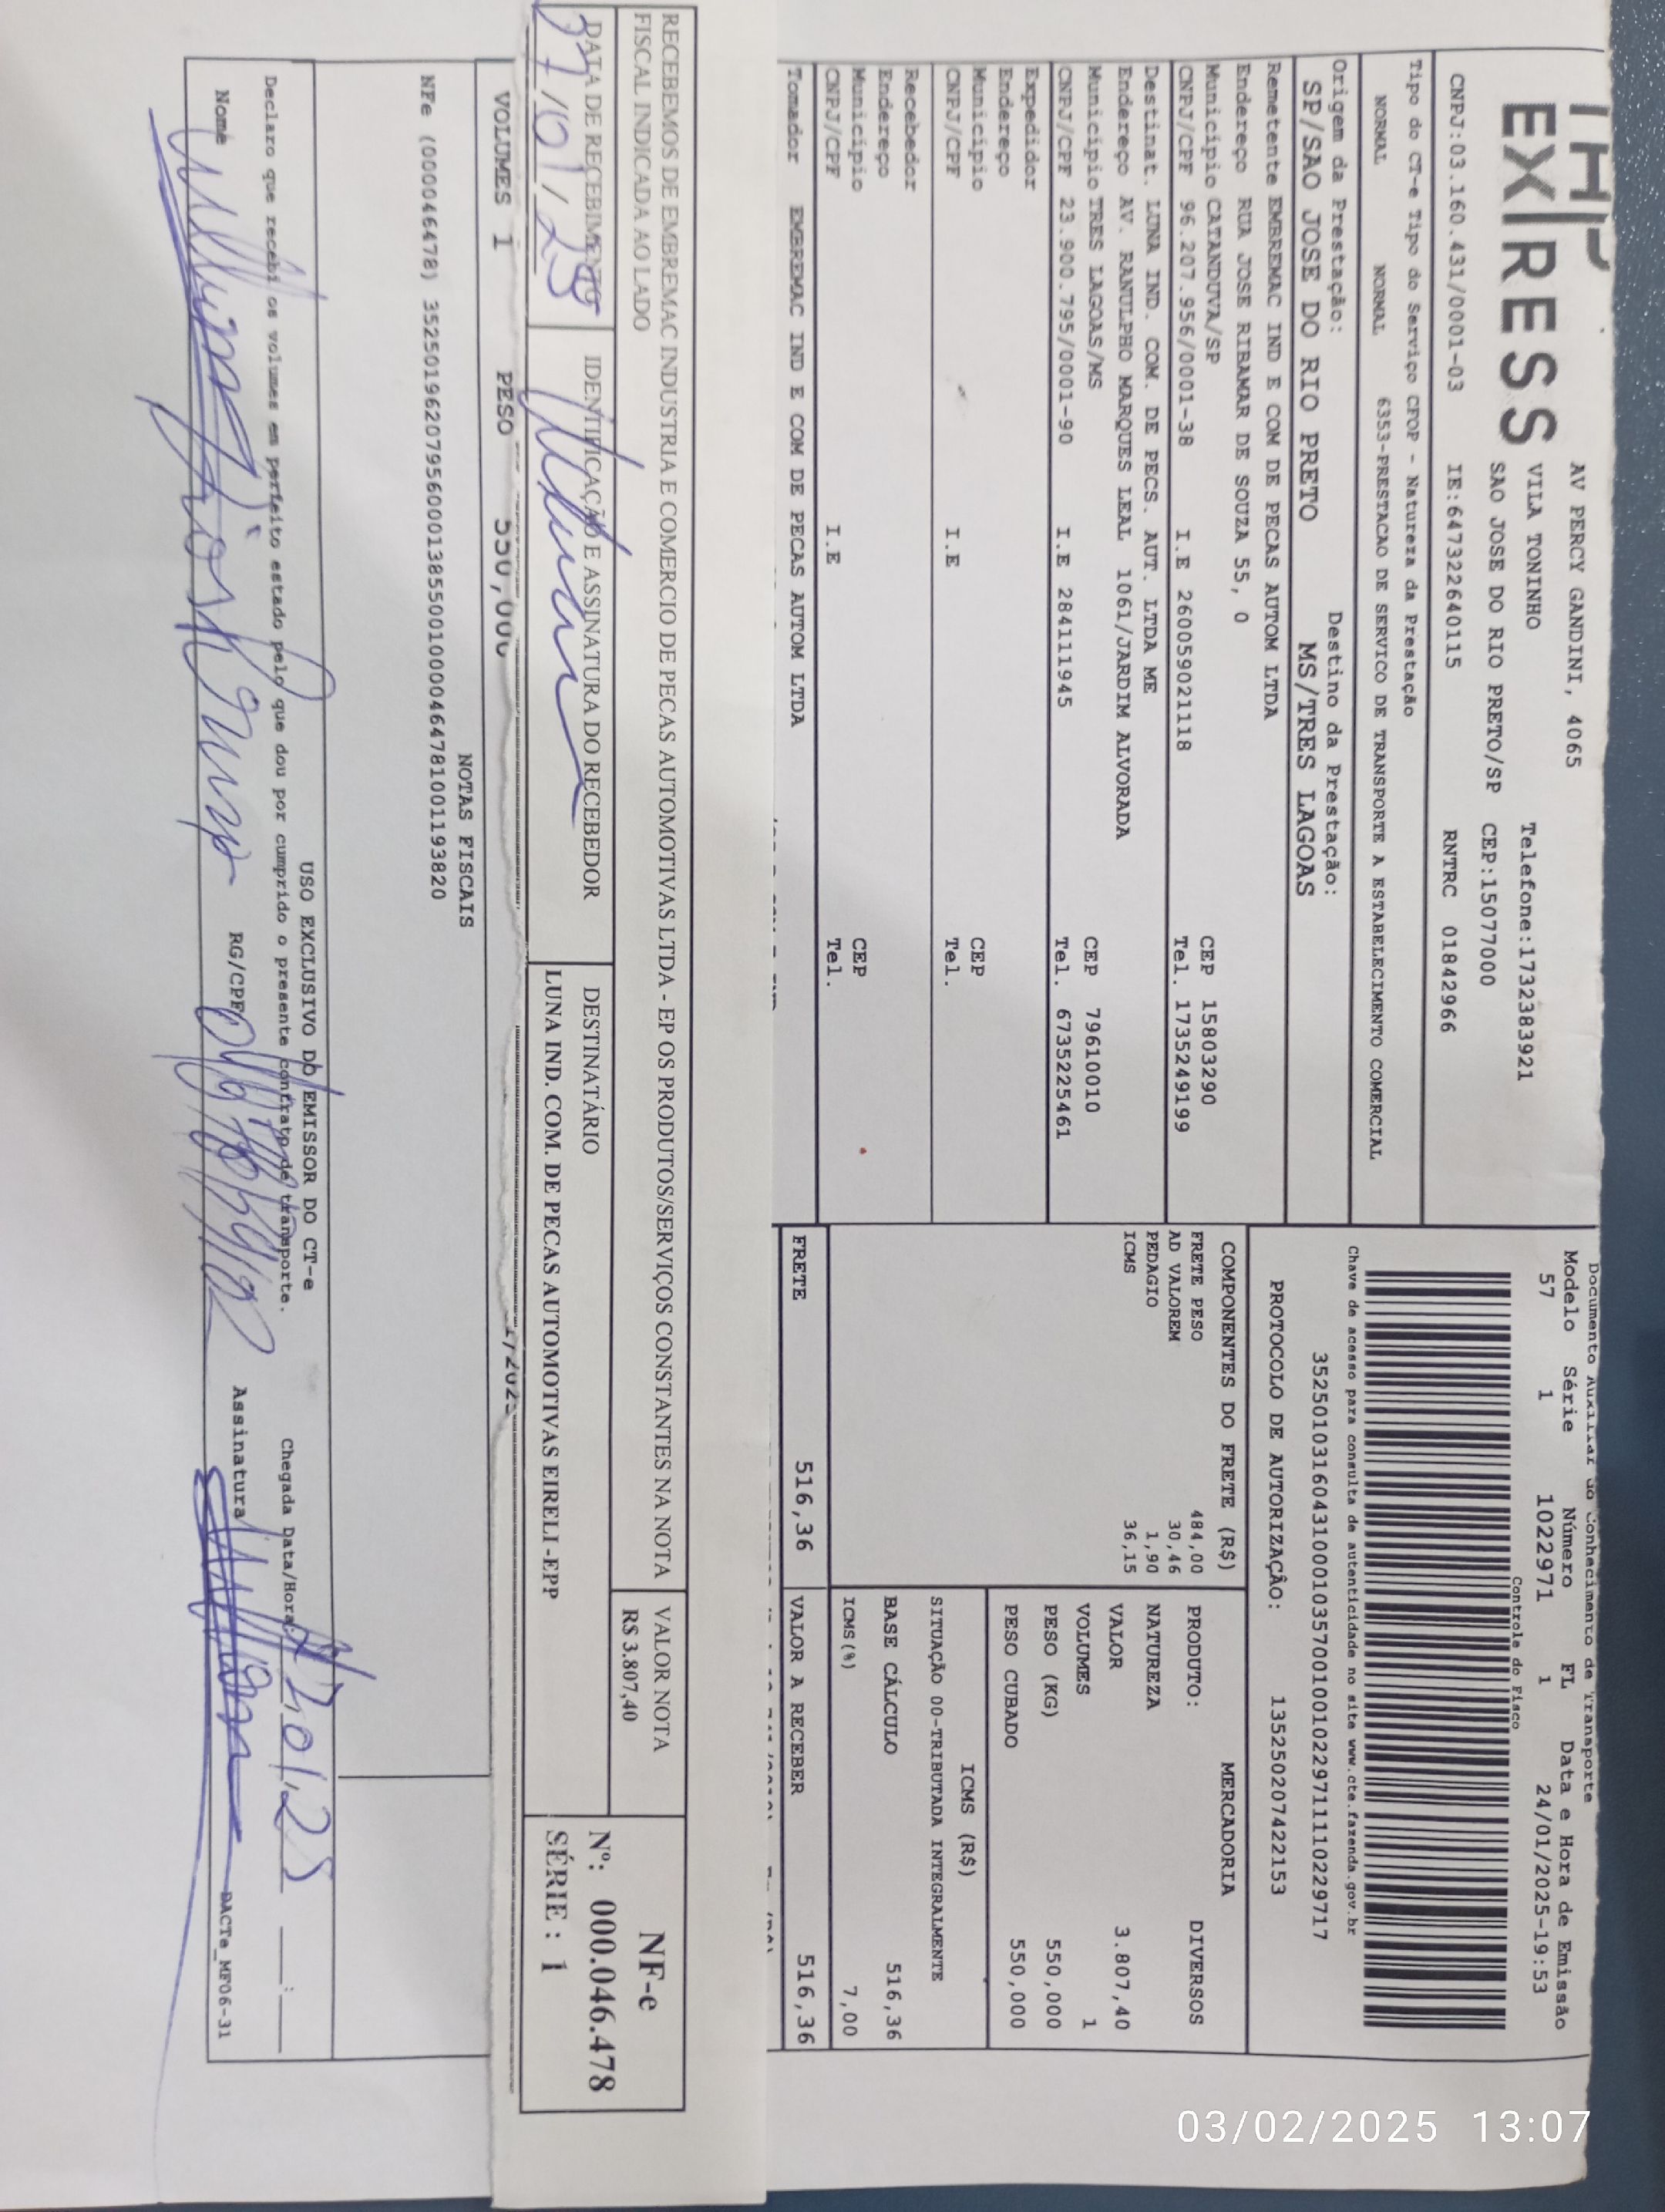 EXPRESS
AV PERCY GANDINI, 4065
VILA TONINHO Telefone:1732383921
SAO JOSE DO RIO PRETO/SP CEP:15077000
CNPJ:03.160.431/0001-03 IE:647322640115 RNTRC 01842966
Tipo do CT-e Tipo do Serviço CFOP - Natureza da Prestação
NORMAL NORMAL 6353-PRESTACAO DE SERVICO DE TRANSPORTE A ESTABELECIMENTO COMERCIAL
Origem da Prestação: Destino da Prestação:
SP/SAO JOSE DO RIO PRETO MS/TRES LAGOAS
Remetente EMBREMAC IND E COM DE PECAS AUTOM LTDA
Endereço RUA JOSE RIBAMAR DE SOUZA 55, 0
Município CATANDUVA/SP CEP 15803290
CNPJ/CPF 96.207.956/0001-38 I.E 260059021118 Tel. 1735249199
Destinat. LUNA IND. COM. DE PECS. AUT. LTDA ME
Endereço AV. RANULPHO MARQUES LEAL 1061/JARDIM ALVORADA
Município TRES LAGOAS/MS CEP 79610010
CNPJ/CPF 23.900.795/0001-90 I.E 284111945 Tel. 6735225461
Expedidor
Endereço
Município CEP
CNPJ/CPF I.E Tel.
Recebedor
Endereço
Município CEP
CNPJ/CPF I.E Tel.
Tomador EMBREMAC IND E COM DE PECAS AUTOM LTDA
Documento Auxiliar do Conhecimento de Transporte
Modelo Série Número FL Data e Hora de Emissão
57 1 1022971 1 24/01/2025-19:53
Controle do Fisco
Chave de acesso para consulta de autenticidade no site www.cte.fazenda.gov.br
35250103160431000103570010010229711110229717
PROTOCOLO DE AUTORIZAÇÃO: 135250207422153
COMPONENTES DO FRETE (R$)
FRETE PESO 484,00
AD VALOREM 30,46
PEDAGIO 1,90
ICMS 36,15
MERCADORIA
PRODUTO: DIVERSOS
NATUREZA
VALOR 3.807,40
VOLUMES 1
PESO (KG) 550,000
PESO CUBADO 550,000
ICMS (R$)
SITUAÇÃO 00-TRIBUTADA INTEGRALMENTE
BASE CÁLCULO 516,36
ICMS(%) 7,00
FRETE 516,36 VALOR A RECEBER 516,36
RECEBEMOS DE EMBREMAC INDUSTRIA E COMERCIO DE PECAS AUTOMOTIVAS LTDA - EP OS PRODUTOS/SERVIÇOS CONSTANTES NA NOTA
FISCAL INDICADA AO LADO
VALOR NOTA
R$ 3.807,40
NF-e
Nº: 000.046.478
SÉRIE : 1
DATA DE RECEBIMENTO IDENTIFICAÇÃO E ASSINATURA DO RECEBEDOR DESTINATÁRIO
27/01/25
LUNA IND. COM. DE PECAS AUTOMOTIVAS EIRELI -EPP
VOLUMES 1 PESO 550,000
NOTAS FISCAIS
NFe (000046478) 35250196207956000138550010000464781001193820
USO EXCLUSIVO DO EMISSOR DO CT-e
Declaro que recebi os volumes em perfeito estado pelo que dou por cumprido o presente contrato de transporte.
Chegada Data/Hora: 27/01/25
Nome RG/CPF Assinatura
DACTe_MF06-31
03/02/2025 13:07